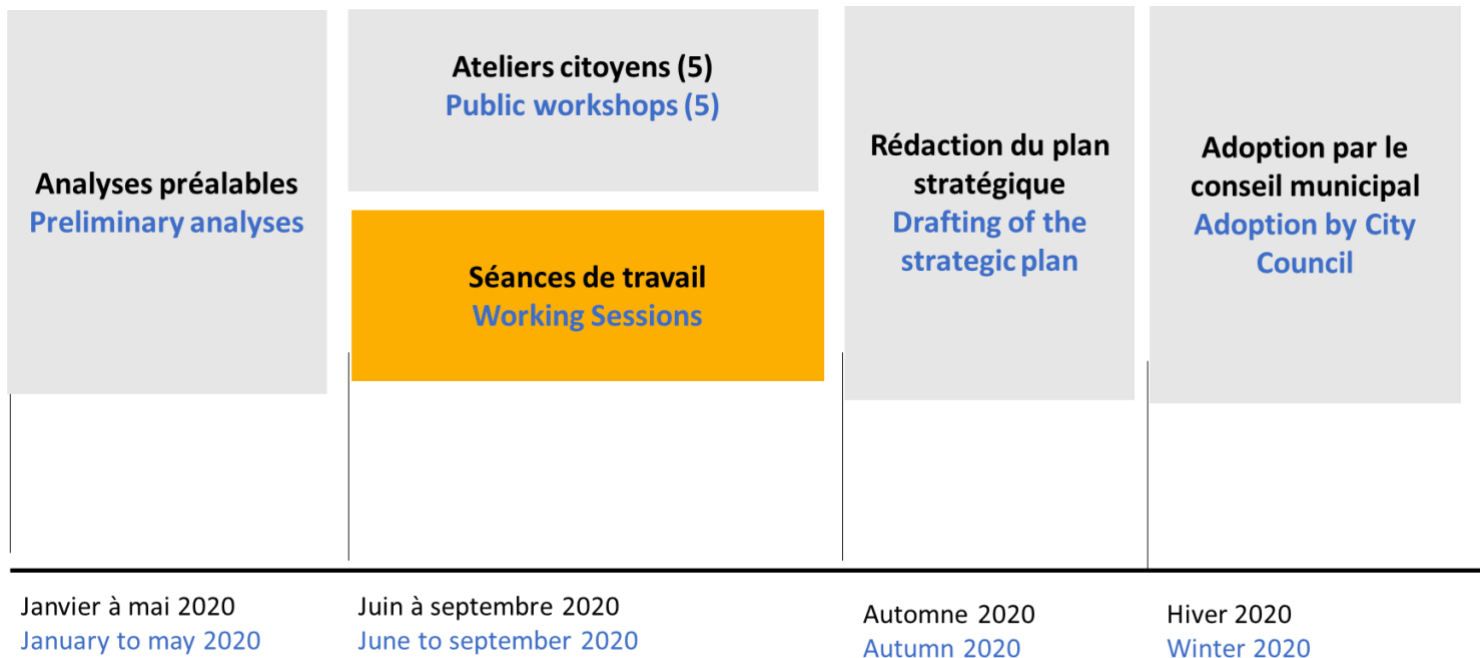 Analyses préalables
Preliminary analyses
Ateliers citoyens (5)
Public workshops (5)
Séances de travail
Working Sessions
Rédaction du plan
stratégique
Drafting of the
strategic plan
Adoption par le
conseil municipal
Adoption by City
Council
Janvier à mai 2020
January to may 2020
Juin à septembre 2020
June to september 2020
Automne 2020
Autumn 2020
Hiver 2020
Winter 2020